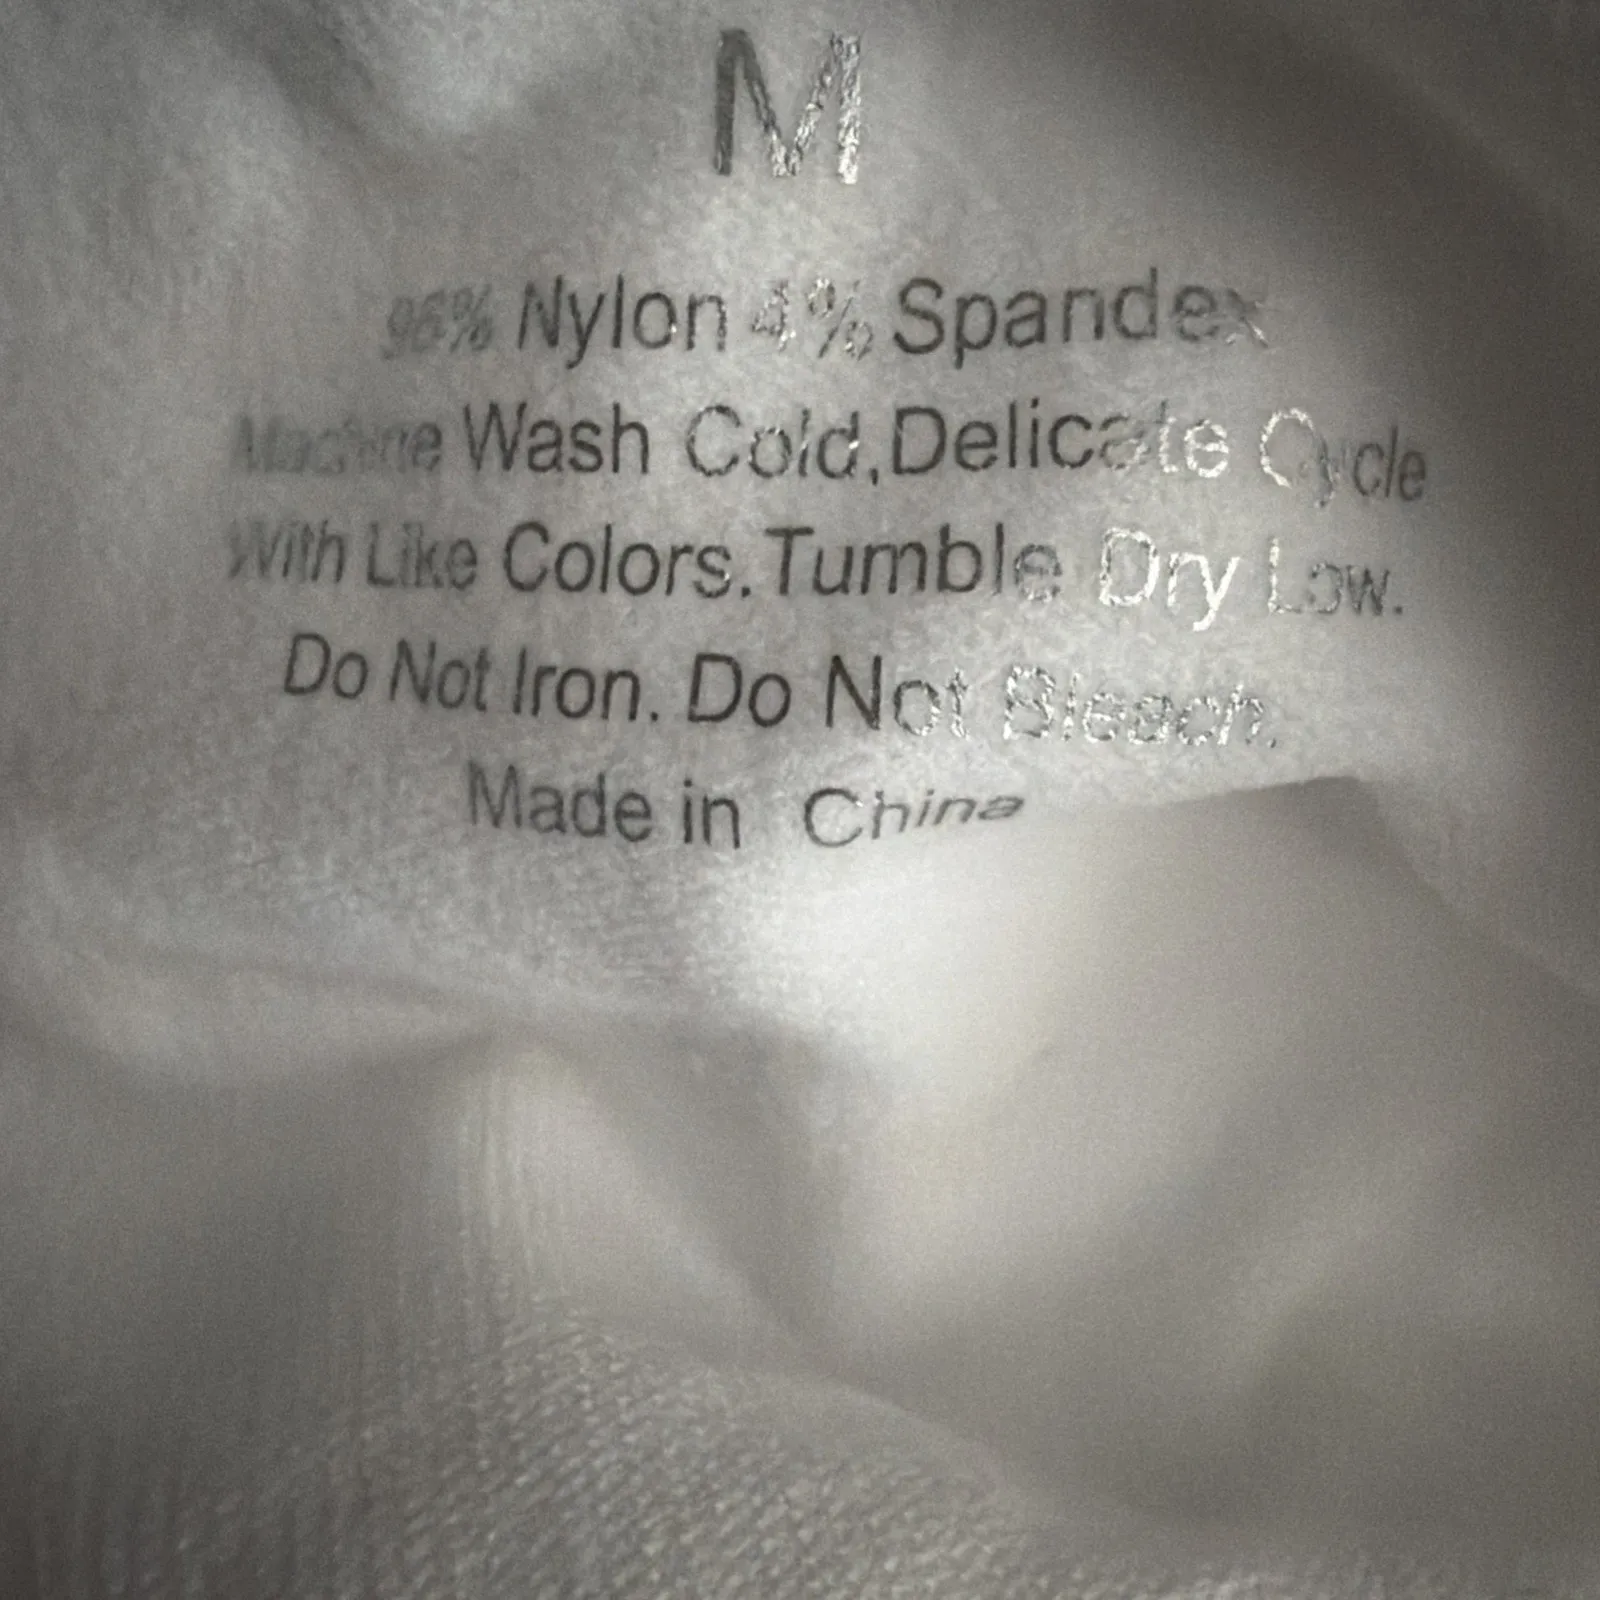 M
96% Nylon 4% Spandex
Machine Wash Cold,Delicate Cycle
With Like Colors.Tumble Dry Low.
Do Not Iron. Do Not Bleach.
Made in China